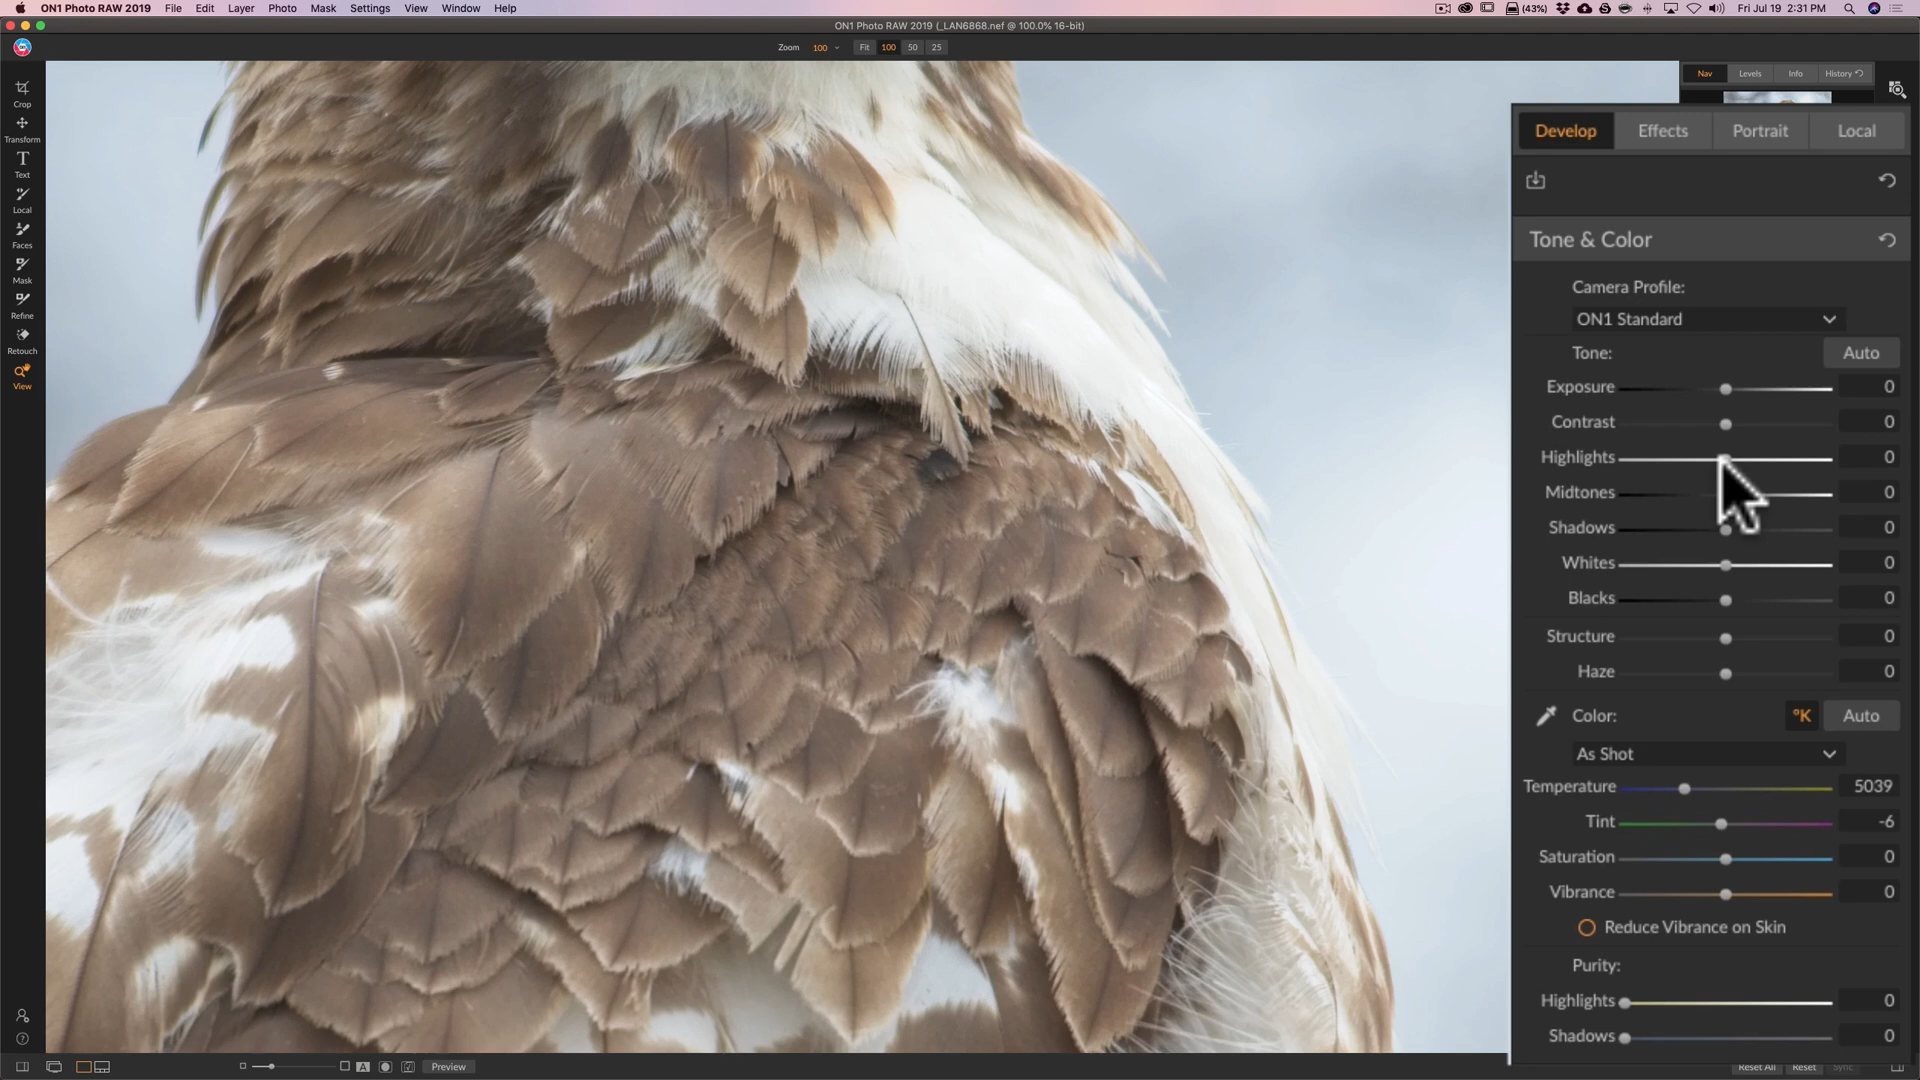 ON1 Photo RAW 2019 File Edit Layer Photo Mask Settings View Window Help (43%) Fri Jul 19 2:31 PM
ON1 Photo RAW 2019 (_LAN6868.nef @ 100.0% 16-bit)
Zoom 100 Fit 100 50 25
Nav Levels Info History
Crop
Transform
Text
Local
Faces
Mask
Refine
Retouch
View
Develop Effects Portrait Local
Tone & Color
Camera Profile:
ON1 Standard
Tone: Auto
Exposure 0
Contrast 0
Highlights 0
Midtones 0
Shadows 0
Whites 0
Blacks 0
Structure 0
Haze 0
Color: °K Auto
As Shot
Temperature 5039
Tint -6
Saturation 0
Vibrance 0
Reduce Vibrance on Skin
Purity:
Highlights 0
Shadows 0
A Preview Reset All Reset Sync